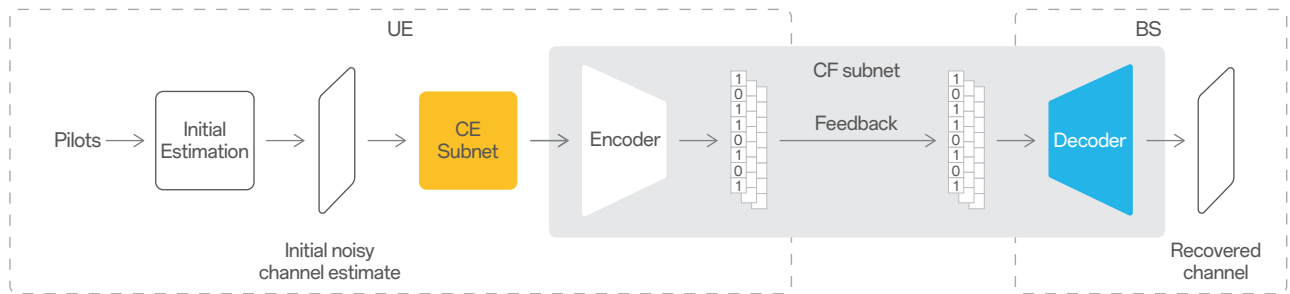 UE
BS
CF subnet
Pilots
Initial
Estimation
CE
Subnet
Encoder
1
0
1
1
0
1
0
1
Feedback
1
0
1
1
0
1
0
1
Decoder
Initial noisy
channel estimate
Recovered
channel